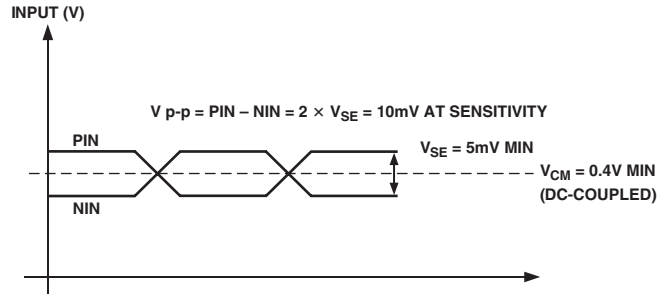 INPUT (V)
V p-p = PIN – NIN = 2 × VSE = 10mV AT SENSITIVITY
PIN
VSE = 5mV MIN
VCM = 0.4V MIN
(DC-COUPLED)
NIN